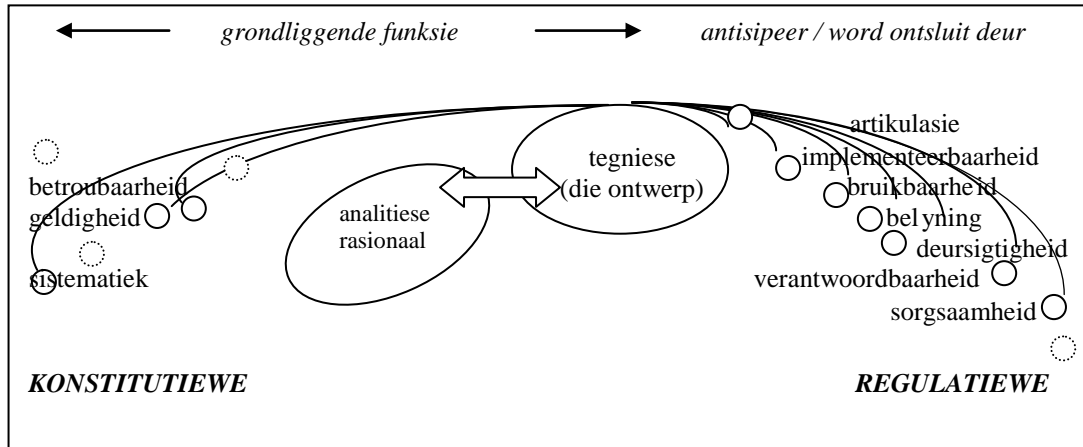 grondliggende funksie antisipeer / word ontsluit deur
artikulasie
tegniese
(die ontwerp)
implementeerbaarheid
betroubaarheid
bruikbaarheid
geldigheid
analitiese
rasionaal
belyning
deursigtigheid
sistematiek
verantwoordbaarheid
sorgsaamheid
KONSTITUTIEWE REGULATIEWE